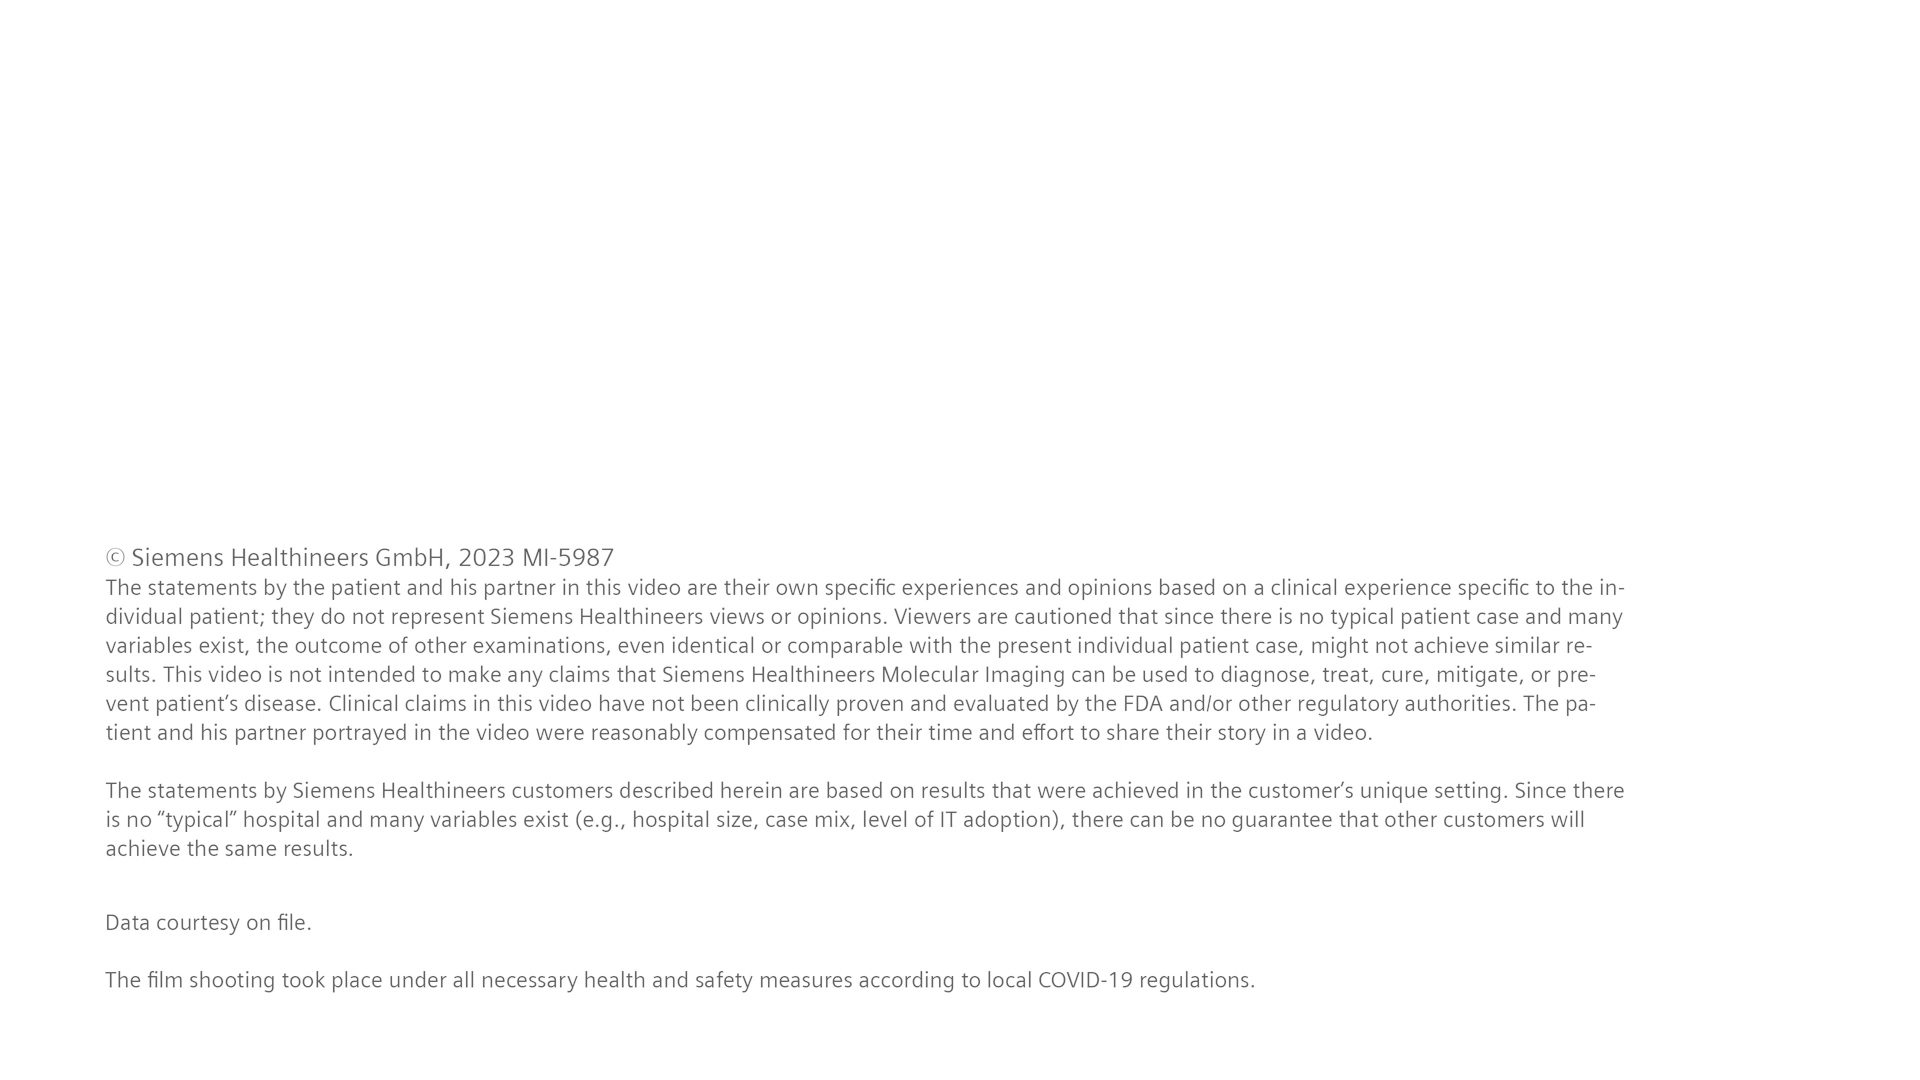 © Siemens Healthineers GmbH, 2023 MI-5987
The statements by the patient and his partner in this video are their own specific experiences and opinions based on a clinical experience specific to the in-
dividual patient; they do not represent Siemens Healthineers views or opinions. Viewers are cautioned that since there is no typical patient case and many
variables exist, the outcome of other examinations, even identical or comparable with the present individual patient case, might not achieve similar re-
sults. This video is not intended to make any claims that Siemens Healthineers Molecular Imaging can be used to diagnose, treat, cure, mitigate, or pre-
vent patient’s disease. Clinical claims in this video have not been clinically proven and evaluated by the FDA and/or other regulatory authorities. The pa-
tient and his partner portrayed in the video were reasonably compensated for their time and effort to share their story in a video.
The statements by Siemens Healthineers customers described herein are based on results that were achieved in the customer’s unique setting. Since there
is no “typical” hospital and many variables exist (e.g., hospital size, case mix, level of IT adoption), there can be no guarantee that other customers will
achieve the same results.
Data courtesy on file.
The film shooting took place under all necessary health and safety measures according to local COVID-19 regulations.